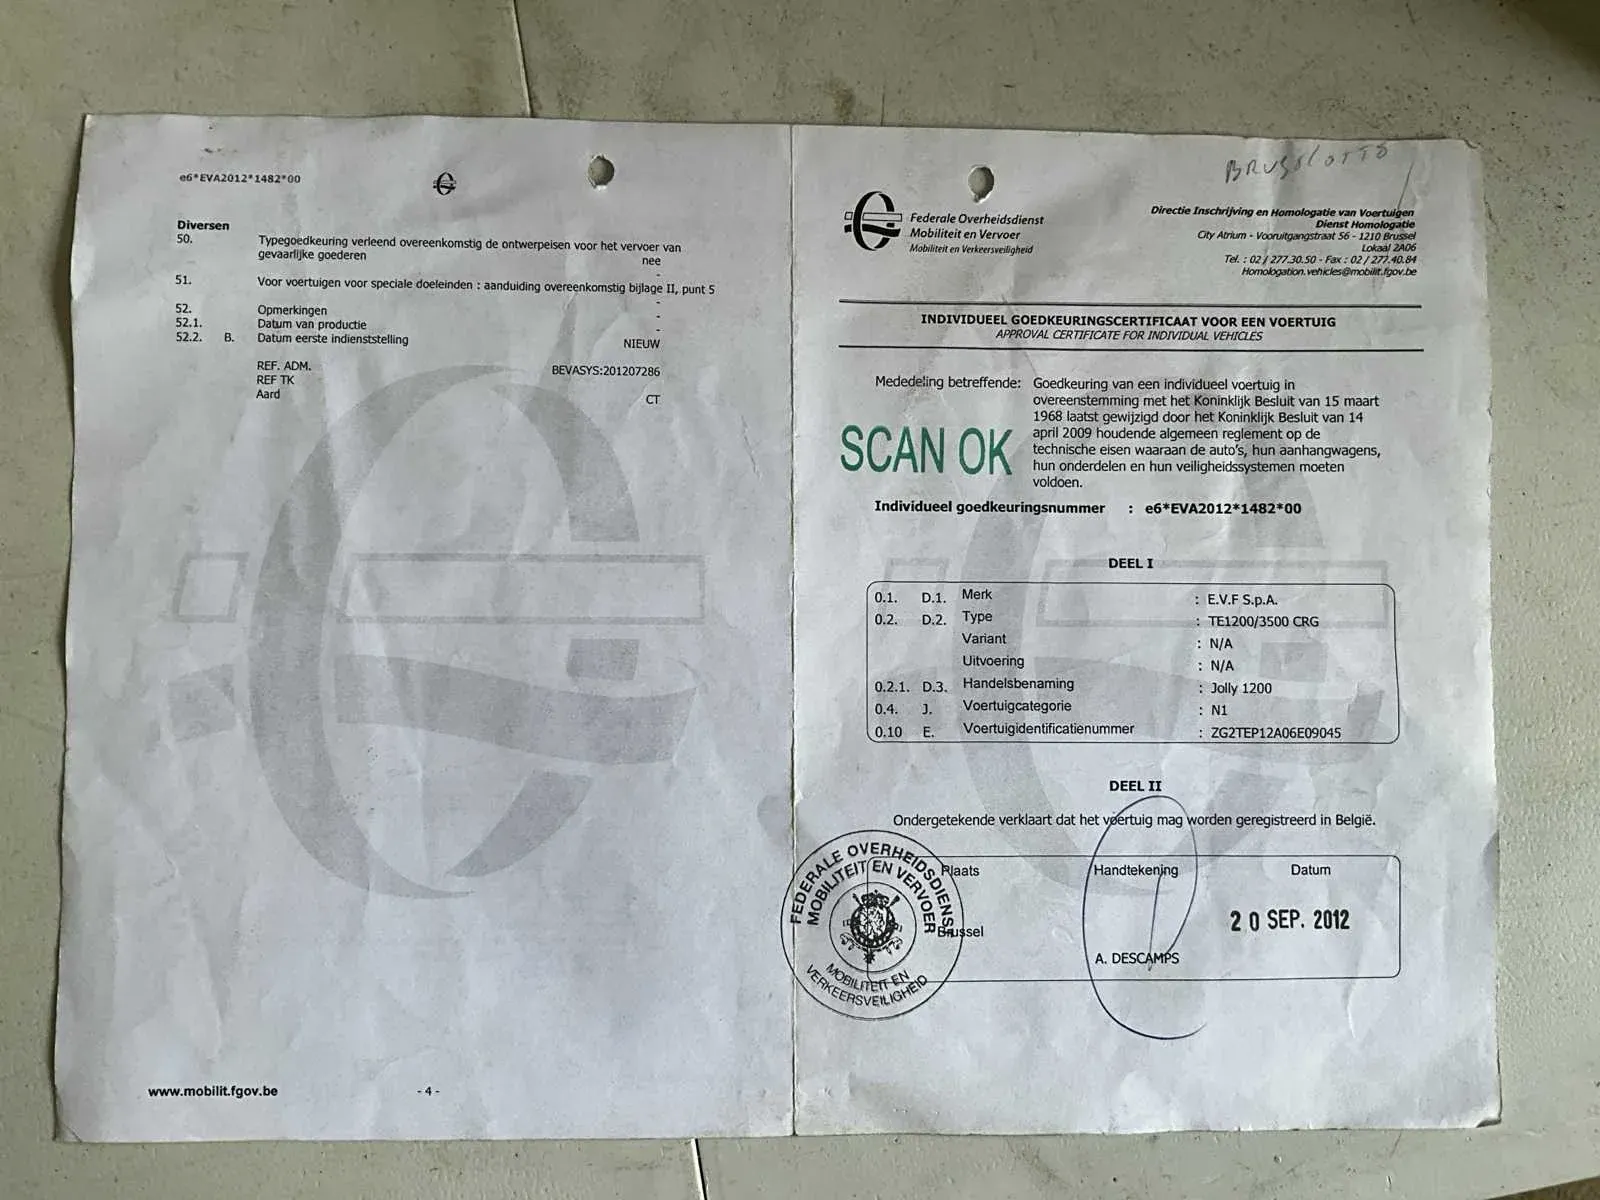 e6*EVA2012*1482*00
Diversen
50. Typegoedkeuring verleend overeenkomstig de ontwerpeisen voor het vervoer van
gevaarlijke goederen nee
-
51. Voor voertuigen voor speciale doeleinden : aanduiding overeenkomstig bijlage II, punt 5
-
52. Opmerkingen -
52.1. Datum van productie -
52.2. B. Datum eerste indienststelling NIEUW
REF. ADM. BEVASYS:201207286
REF TK
Aard CT
www.mobilit.fgov.be
- 4 -
Federale Overheidsdienst
Mobiliteit en Vervoer
Mobiliteit en Verkeersveiligheid
Directie Inschrijving en Homologatie van Voertuigen
Dienst Homologatie
City Atrium - Vooruitgangstraat 56 - 1210 Brussel
Lokaal 2A06
Tel. : 02 / 277.30.50 - Fax : 02 / 277.40.84
Homologation.vehicles@mobilit.fgov.be
INDIVIDUEEL GOEDKEURINGSCERTIFICAAT VOOR EEN VOERTUIG
APPROVAL CERTIFICATE FOR INDIVIDUAL VEHICLES
Mededeling betreffende: Goedkeuring van een individueel voertuig in
overeenstemming met het Koninklijk Besluit van 15 maart
1968 laatst gewijzigd door het Koninklijk Besluit van 14
april 2009 houdende algemeen reglement op de
technische eisen waaraan de auto's, hun aanhangwagens,
hun onderdelen en hun veiligheidssystemen moeten
voldoen.
SCAN OK
Individueel goedkeuringsnummer : e6*EVA2012*1482*00
DEEL I
0.1. D.1. Merk : E.V.F S.p.A.
0.2. D.2. Type : TE1200/3500 CRG
Variant : N/A
Uitvoering : N/A
0.2.1. D.3. Handelsbenaming : Jolly 1200
0.4. J. Voertuigcategorie : N1
0.10 E. Voertuigidentificatienummer : ZG2TEP12A06E09045
DEEL II
Ondergetekende verklaart dat het voertuig mag worden geregistreerd in België.
Plaats Handtekening Datum
Brussel
20 SEP. 2012
A. DESCAMPS
FEDERALE OVERHEIDSDIENST
MOBILITEIT EN VERVOER
MOBILITEIT EN
VERKEERSVEILIGHEID